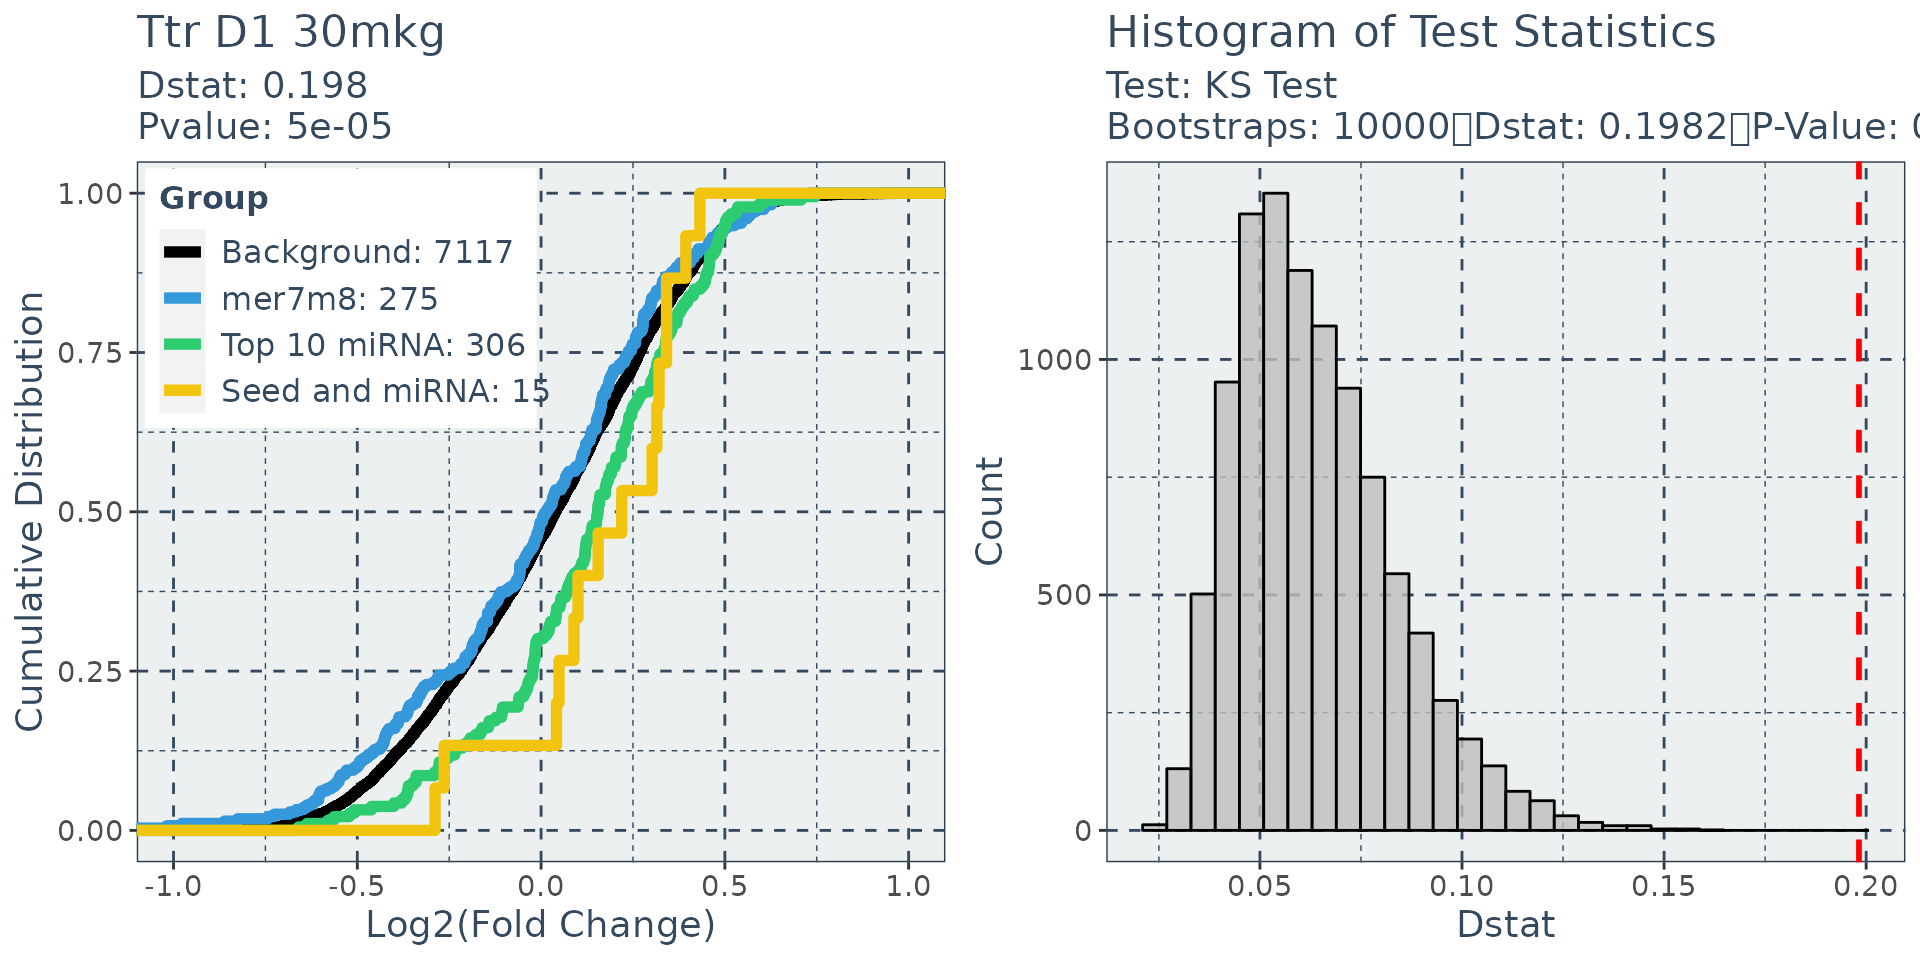 Ttr D1 30mkg
Dstat: 0.198
Pvalue: 5e-05
Group
Background: 7117
mer7m8: 275
Top 10 miRNA: 306
Seed and miRNA: 15
1.00
0.75
0.50
0.25
0.00
Cumulative Distribution
-1.0 -0.5 0.0 0.5 1.0
Log2(Fold Change)
Histogram of Test Statistics
Test: KS Test
Bootstraps: 10000▯Dstat: 0.1982▯P-Value:
1000
500
0
Count
0.05 0.10 0.15 0.20
Dstat